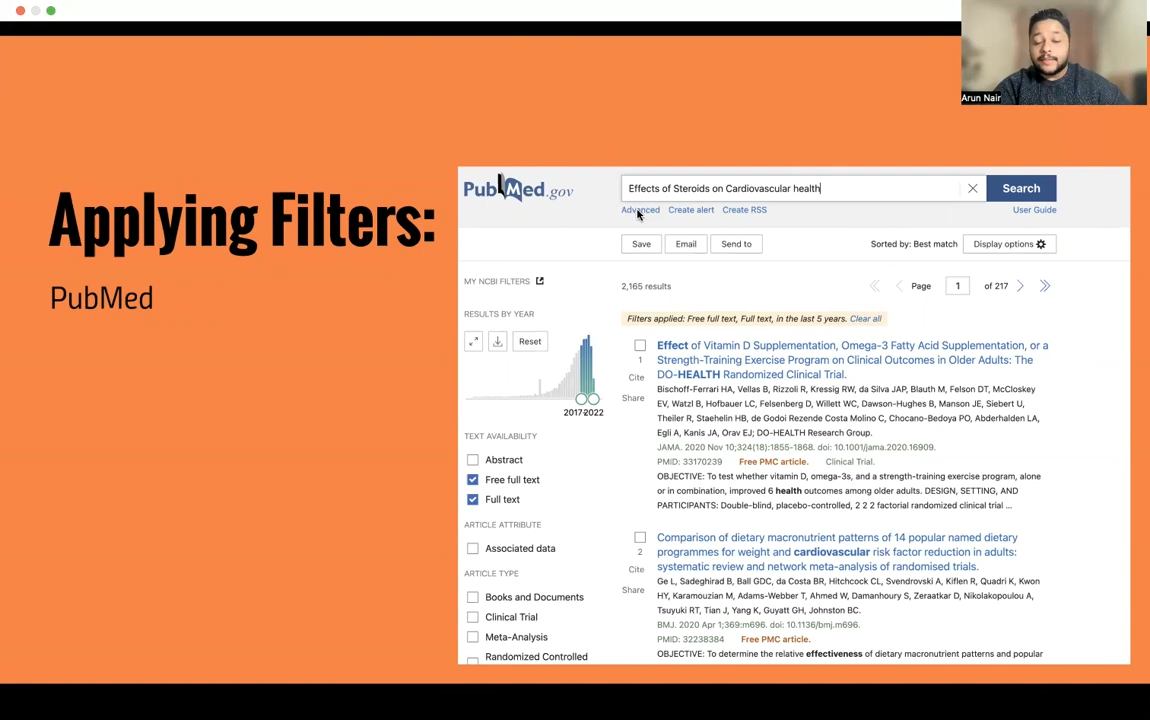 Arun Nair
Applying Filters:
PubMed
PubMed.gov
Effects of Steroids on Cardiovascular health
Search
Advanced
Create alert
Create RSS
User Guide
Save
Email
Send to
Sorted by: Best match
Display options
MY NCBI FILTERS
2,165 results
Page
1
of 217
RESULTS BY YEAR
Reset
2017-2022
Filters applied: Free full text, Full text, in the last 5 years. Clear all
TEXT AVAILABILITY
Abstract
Free full text
Full text
ARTICLE ATTRIBUTE
Associated data
ARTICLE TYPE
Books and Documents
Clinical Trial
Meta-Analysis
Randomized Controlled
1
Cite
Share
Effect of Vitamin D Supplementation, Omega-3 Fatty Acid Supplementation, or a
Strength-Training Exercise Program on Clinical Outcomes in Older Adults: The
DO-HEALTH Randomized Clinical Trial.
Bischoff-Ferrari HA, Vellas B, Rizzoli R, Kressig RW, da Silva JAP, Blauth M, Felson DT, McCloskey
EV, Watzl B, Hofbauer LC, Felsenberg D, Willett WC, Dawson-Hughes B, Manson JE, Siebert U,
Theiler R, Staehelin HB, de Godoi Rezende Costa Molino C, Chocano-Bedoya PO, Abderhalden LA,
Egli A, Kanis JA, Orav EJ; DO-HEALTH Research Group.
JAMA. 2020 Nov 10;324(18):1855-1868. doi: 10.1001/jama.2020.16909.
PMID: 33170239 Free PMC article. Clinical Trial.
OBJECTIVE: To test whether vitamin D, omega-3s, and a strength-training exercise program, alone
or in combination, improved 6 health outcomes among older adults. DESIGN, SETTING, AND
PARTICIPANTS: Double-blind, placebo-controlled, 2 2 2 factorial randomized clinical trial ...
2
Cite
Share
Comparison of dietary macronutrient patterns of 14 popular named dietary
programmes for weight and cardiovascular risk factor reduction in adults:
systematic review and network meta-analysis of randomised trials.
Ge L, Sadeghirad B, Ball GDC, da Costa BR, Hitchcock CL, Svendrovski A, Kiflen R, Quadri K, Kwon
HY, Karamouzian M, Adams-Webber T, Ahmed W, Damanhoury S, Zeraatkar D, Nikolakopoulou A,
Tsuyuki RT, Tian J, Yang K, Guyatt GH, Johnston BC.
BMJ. 2020 Apr 1;369:m696. doi: 10.1136/bmj.m696.
PMID: 32238384 Free PMC article.
OBJECTIVE: To determine the relative effectiveness of dietary macronutrient patterns and popular